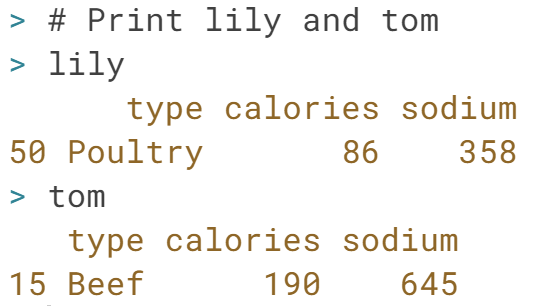 > # Print lily and tom
> lily
type calories sodium
50 Poultry 86 358
> tom
type calories sodium
15 Beef 190 645